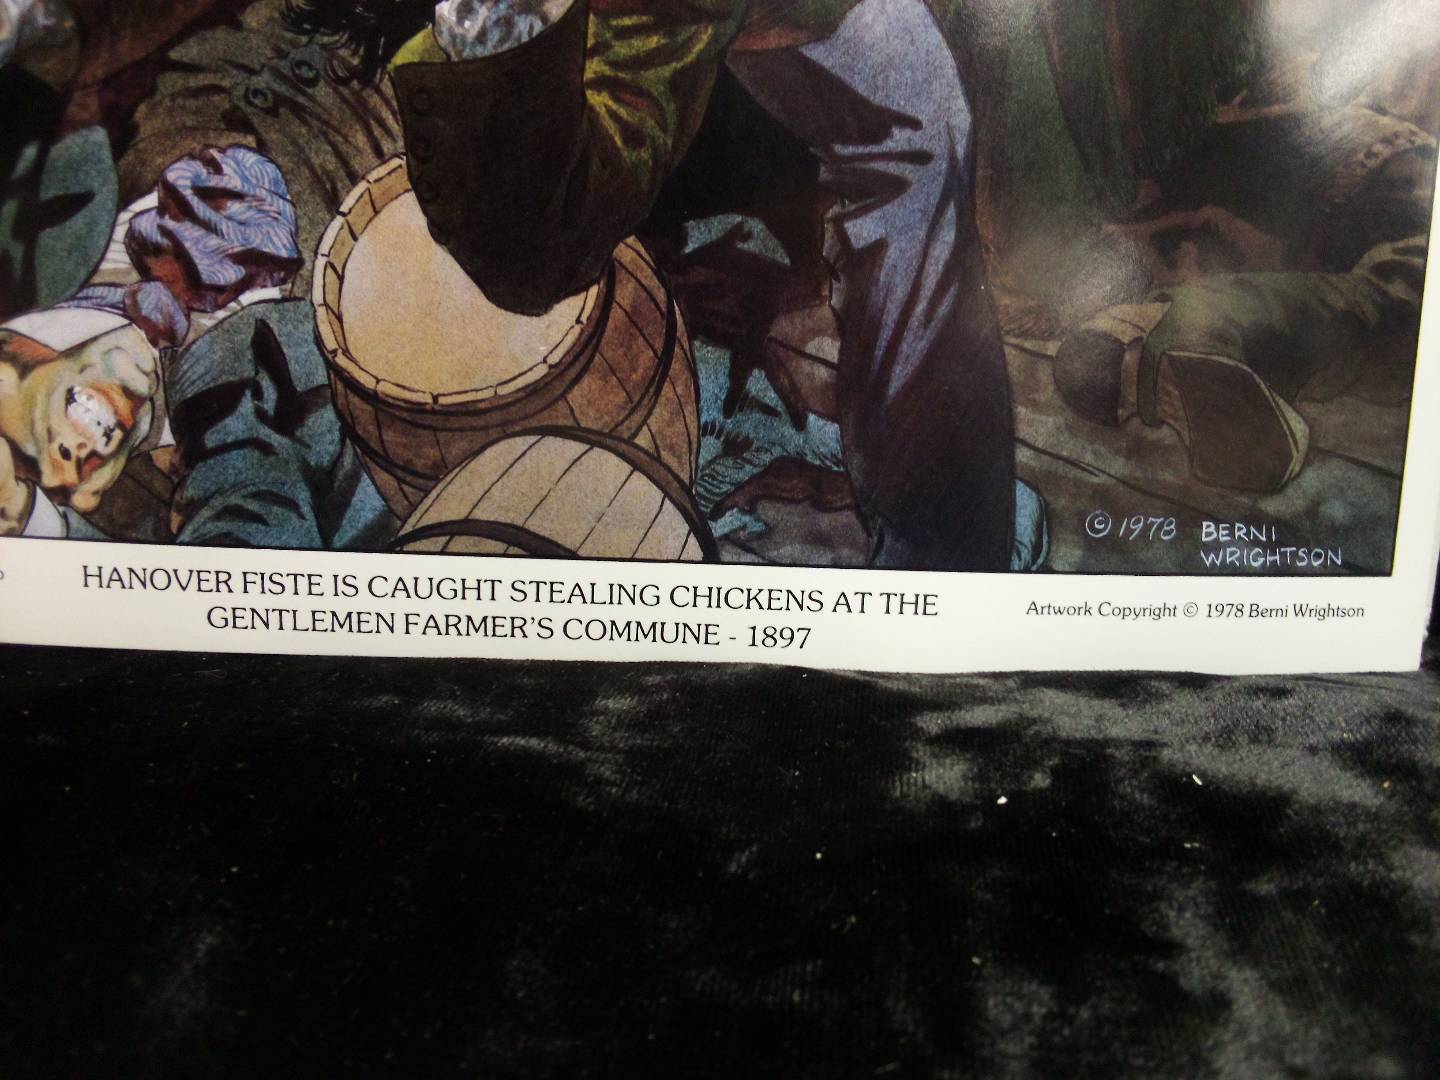 © 1978 BERNI
WRIGHTSON
HANOVER FISTE IS CAUGHT STEALING CHICKENS AT THE
GENTLEMEN FARMER'S COMMUNE - 1897
Artwork Copyright © 1978 Berni Wrightson